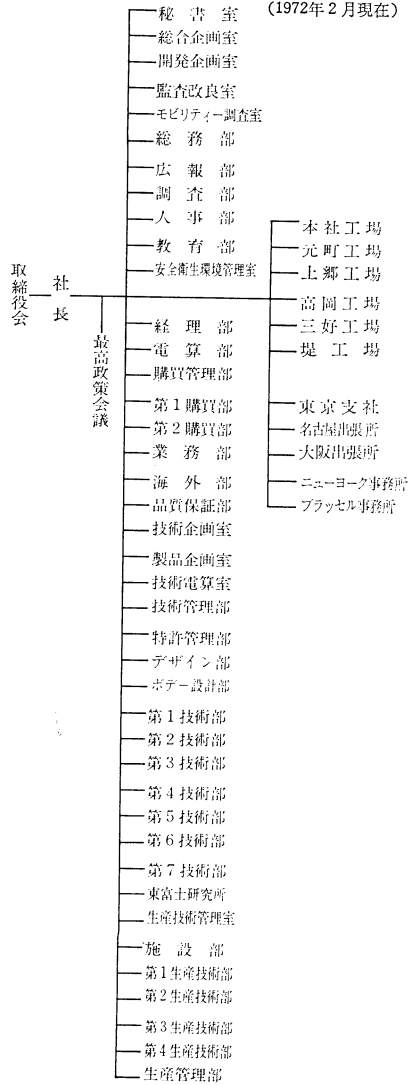 (1972年2月現在)
取締役会
社長
最高政策会議
秘書室
総合企画室
開発企画室
監査改良室
モビリティー調査室
総務部
広報部
調査部
人事部
教育部
安全衛生環境管理室
経理部
電算部
購買管理部
第1購買部
第2購買部
業務部
海外部
品質保証部
技術企画室
製品企画室
技術電算室
技術管理部
特許管理部
デザイン部
ボデー設計部
第1技術部
第2技術部
第3技術部
第4技術部
第5技術部
第6技術部
第7技術部
東富士研究所
生産技術管理室
施設部
第1生産技術部
第2生産技術部
第3生産技術部
第4生産技術部
生産管理部
本社工場
元町工場
上郷工場
高岡工場
三好工場
堤工場
東京支社
名古屋出張所
大阪出張所
ニューヨーク事務所
ブラッセル事務所